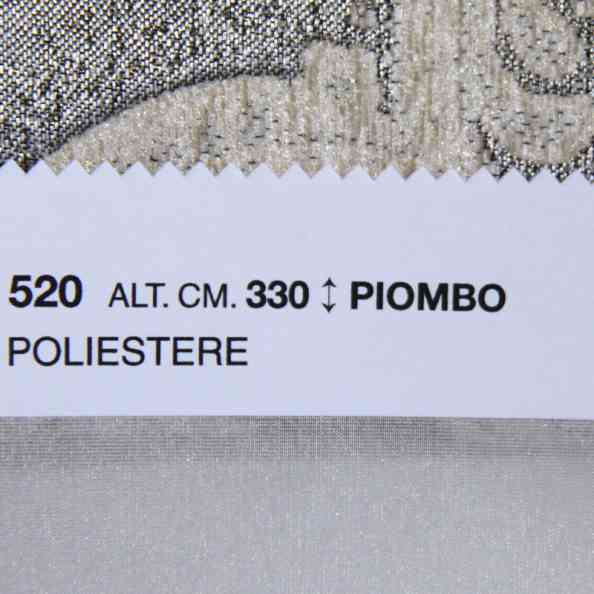 520 ALT. CM. 330 ↕ PIOMBO
POLIESTERE